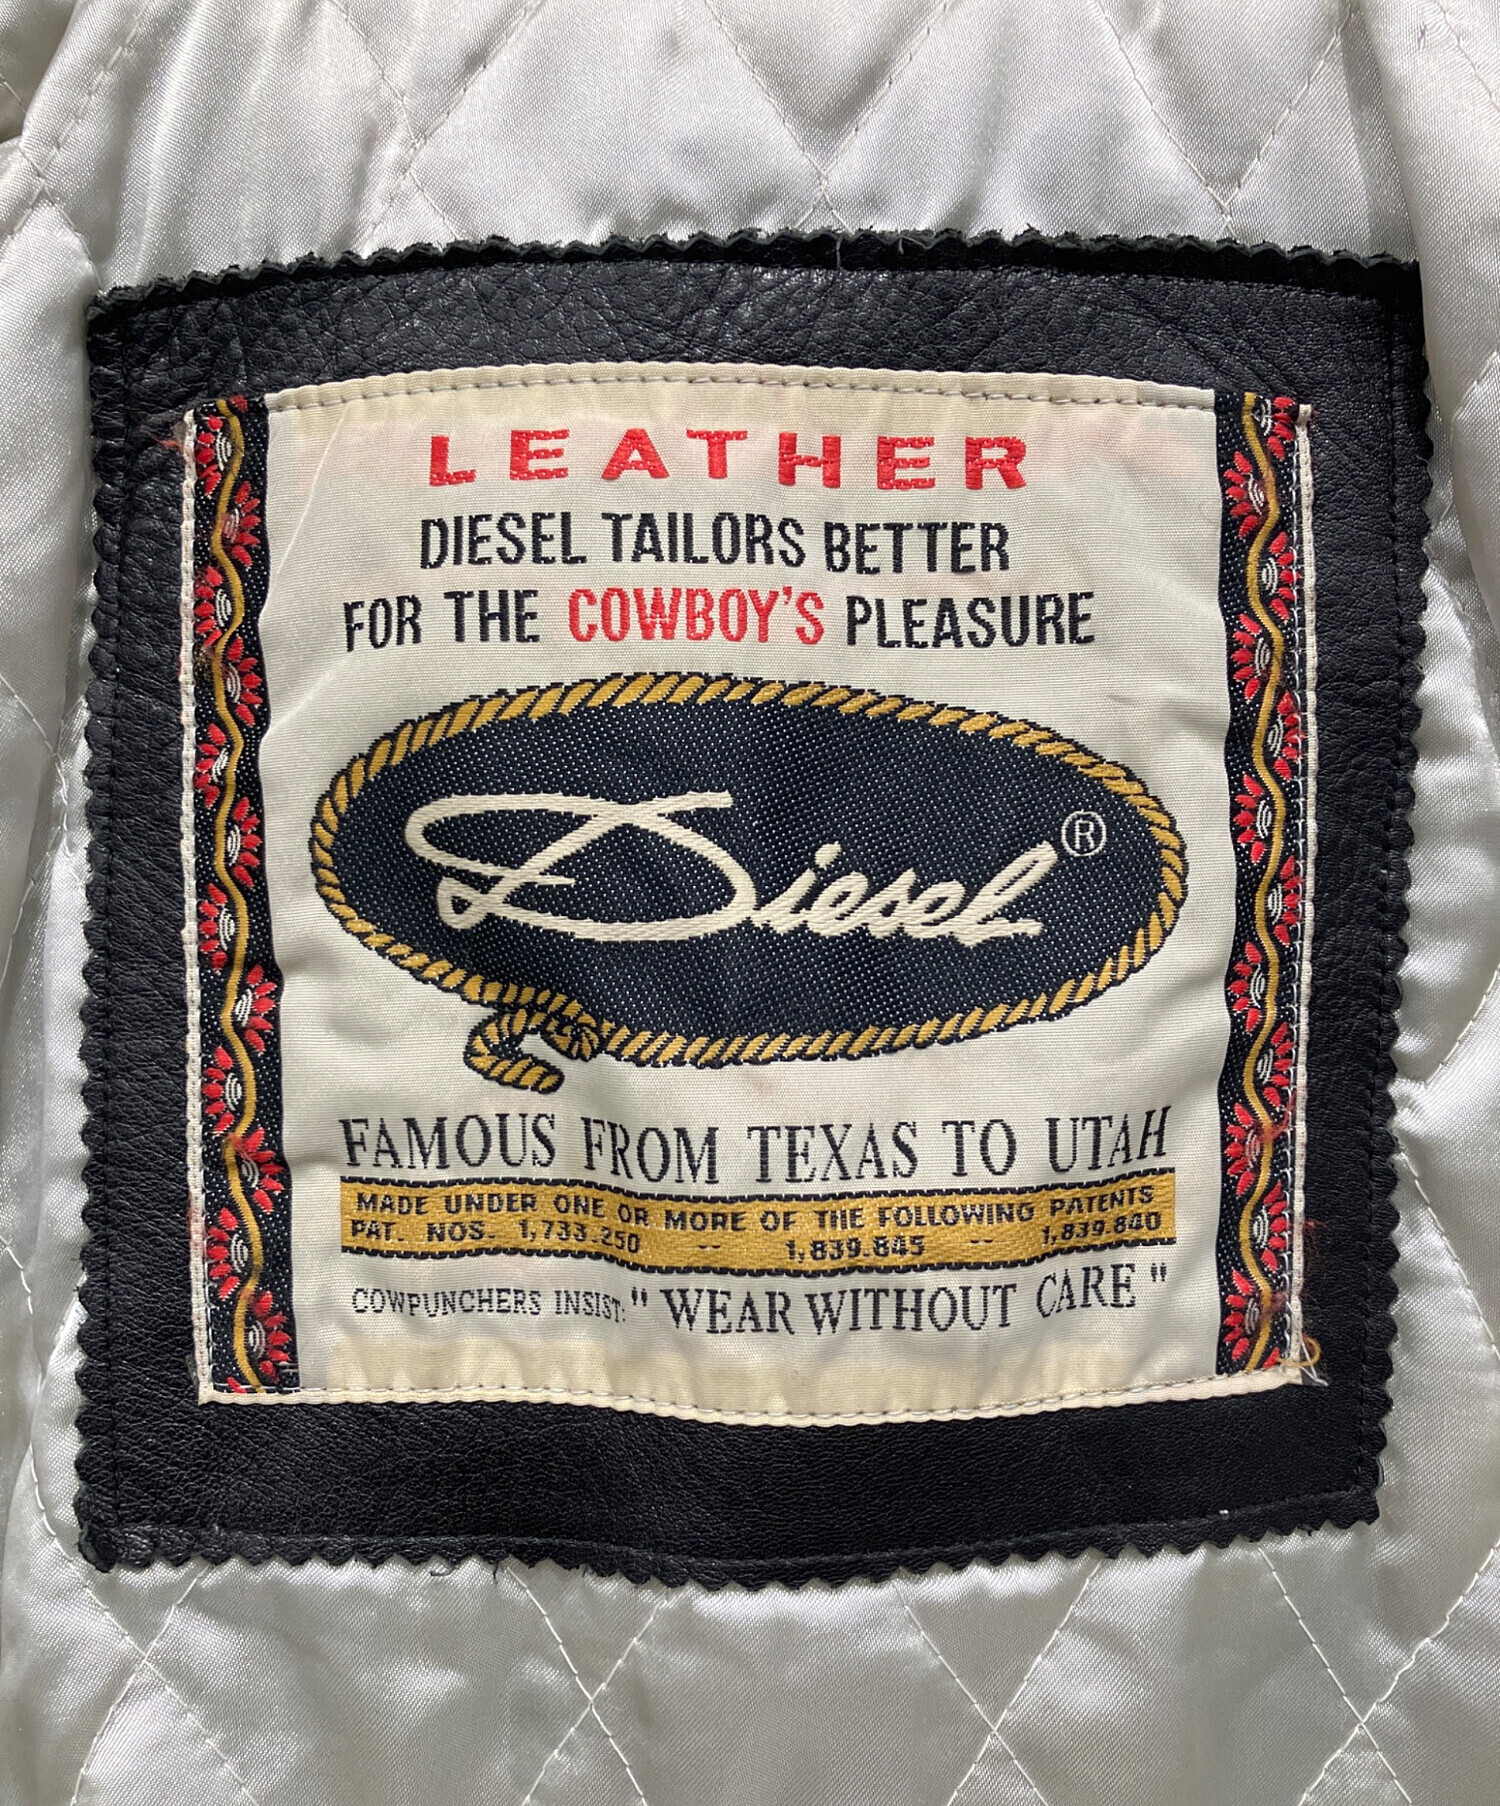 LEATHER
DIESEL TAILORS BETTER
FOR THE COWBOY'S PLEASURE
Diesel®
FAMOUS FROM TEXAS TO UTAH
MADE UNDER ONE OR MORE OF THE FOLLOWING PATENTS
PAT. NOS. 1,733.250 -- 1,839.845 -- 1,839.840
COWPUNCHERS INSIST: "WEAR WITHOUT CARE"